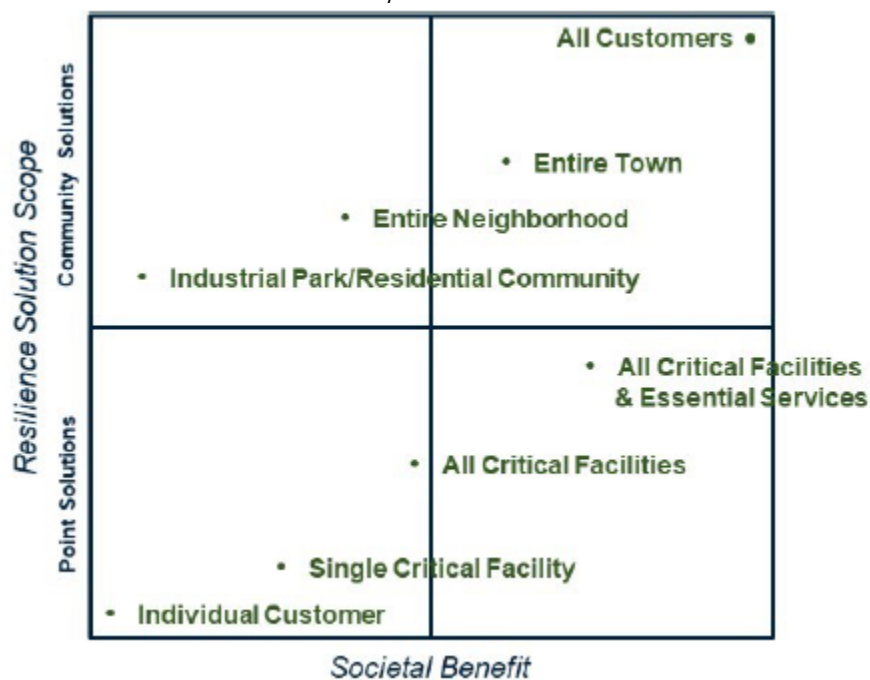 All Customers
Entire Town
Entire Neighborhood
Industrial Park/Residential Community
All Critical Facilities
& Essential Services
All Critical Facilities
Single Critical Facility
Individual Customer
Resilience Solution Scope
Community Solutions
Point Solutions
Societal Benefit